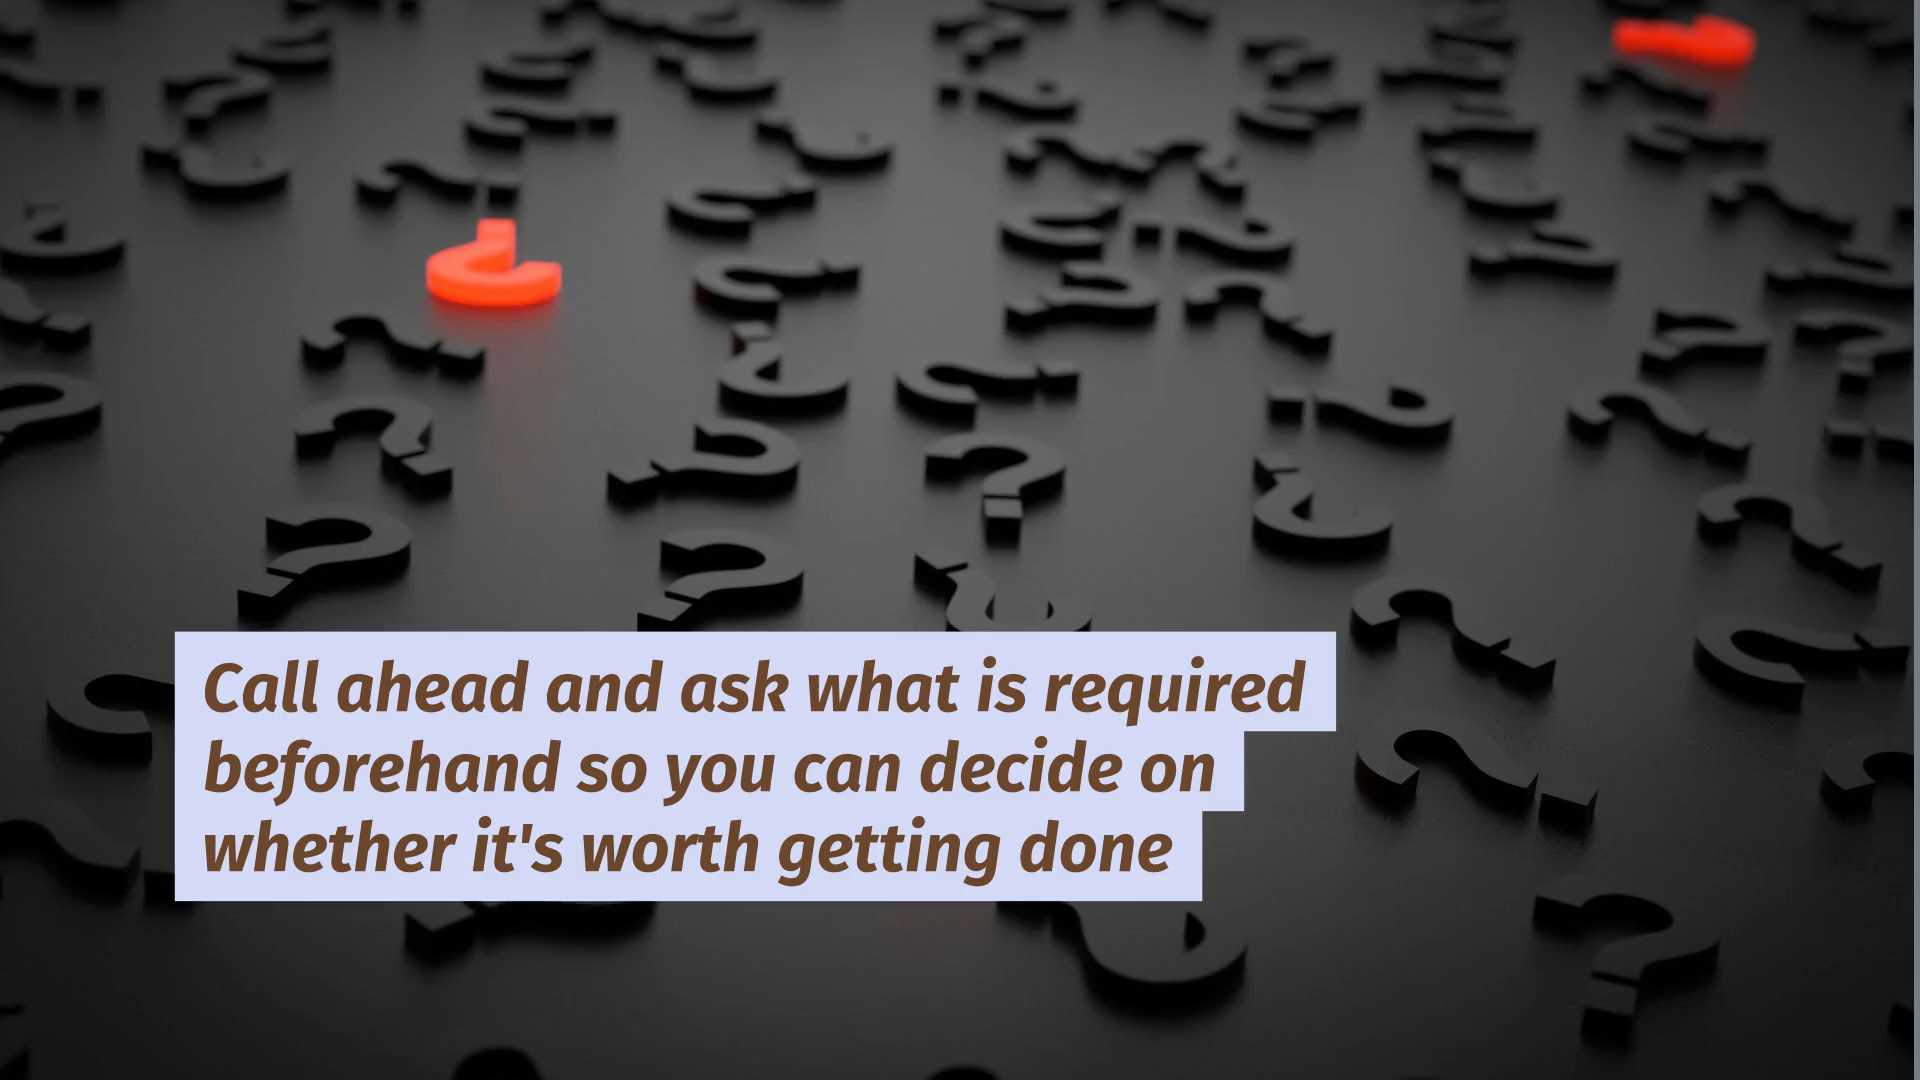 Call ahead and ask what is required
beforehand so you can decide on
whether it's worth getting done